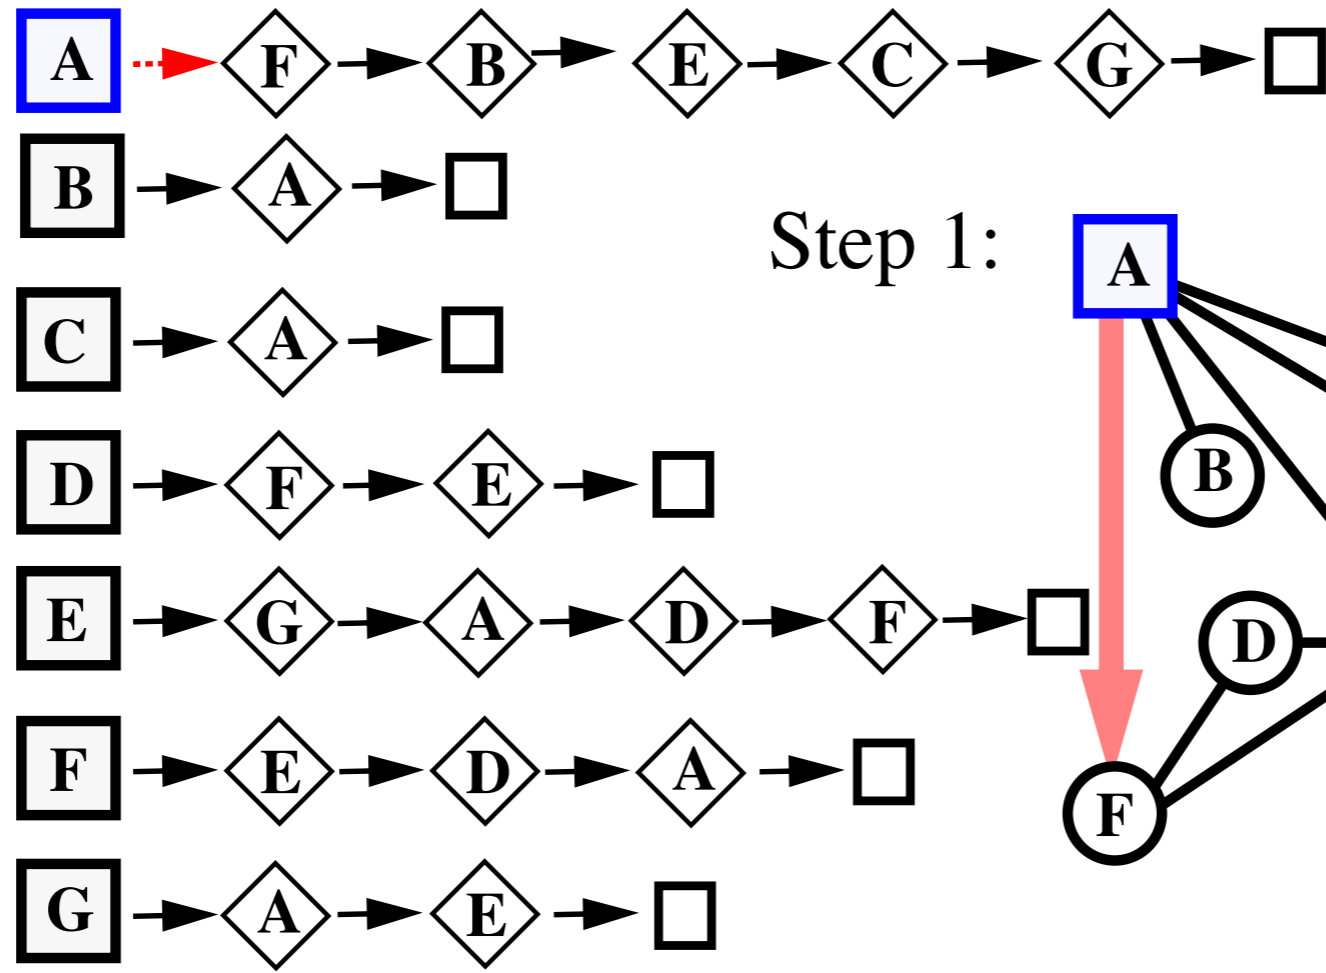 A F B E C G
B A
Step 1:
A
C A
D F E
B
E G A D F
D
F E D A
F
G A E